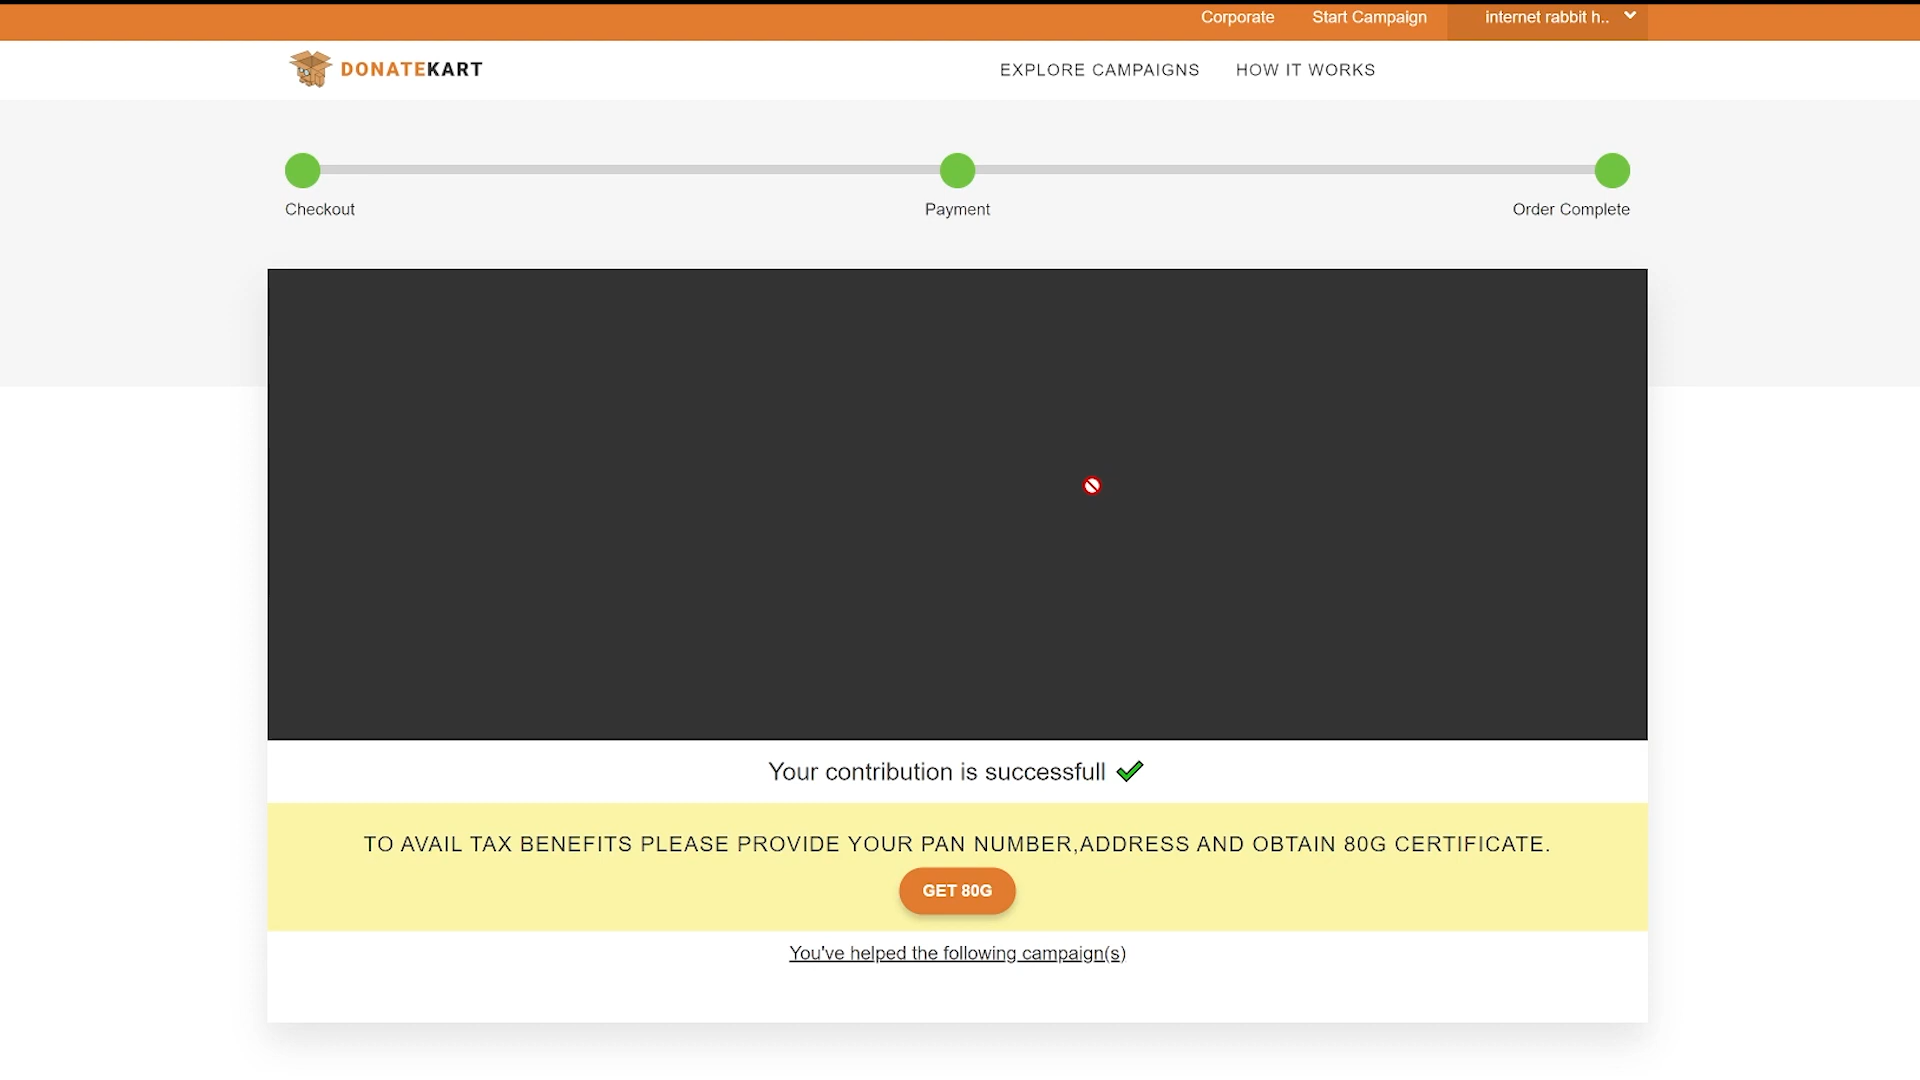 Corporate Start Campaign internet rabbit h..
DONATEKART EXPLORE CAMPAIGNS HOW IT WORKS
Checkout Payment Order Complete
Your contribution is successfull
TO AVAIL TAX BENEFITS PLEASE PROVIDE YOUR PAN NUMBER,ADDRESS AND OBTAIN 80G CERTIFICATE.
GET 80G
You've helped the following campaign(s)